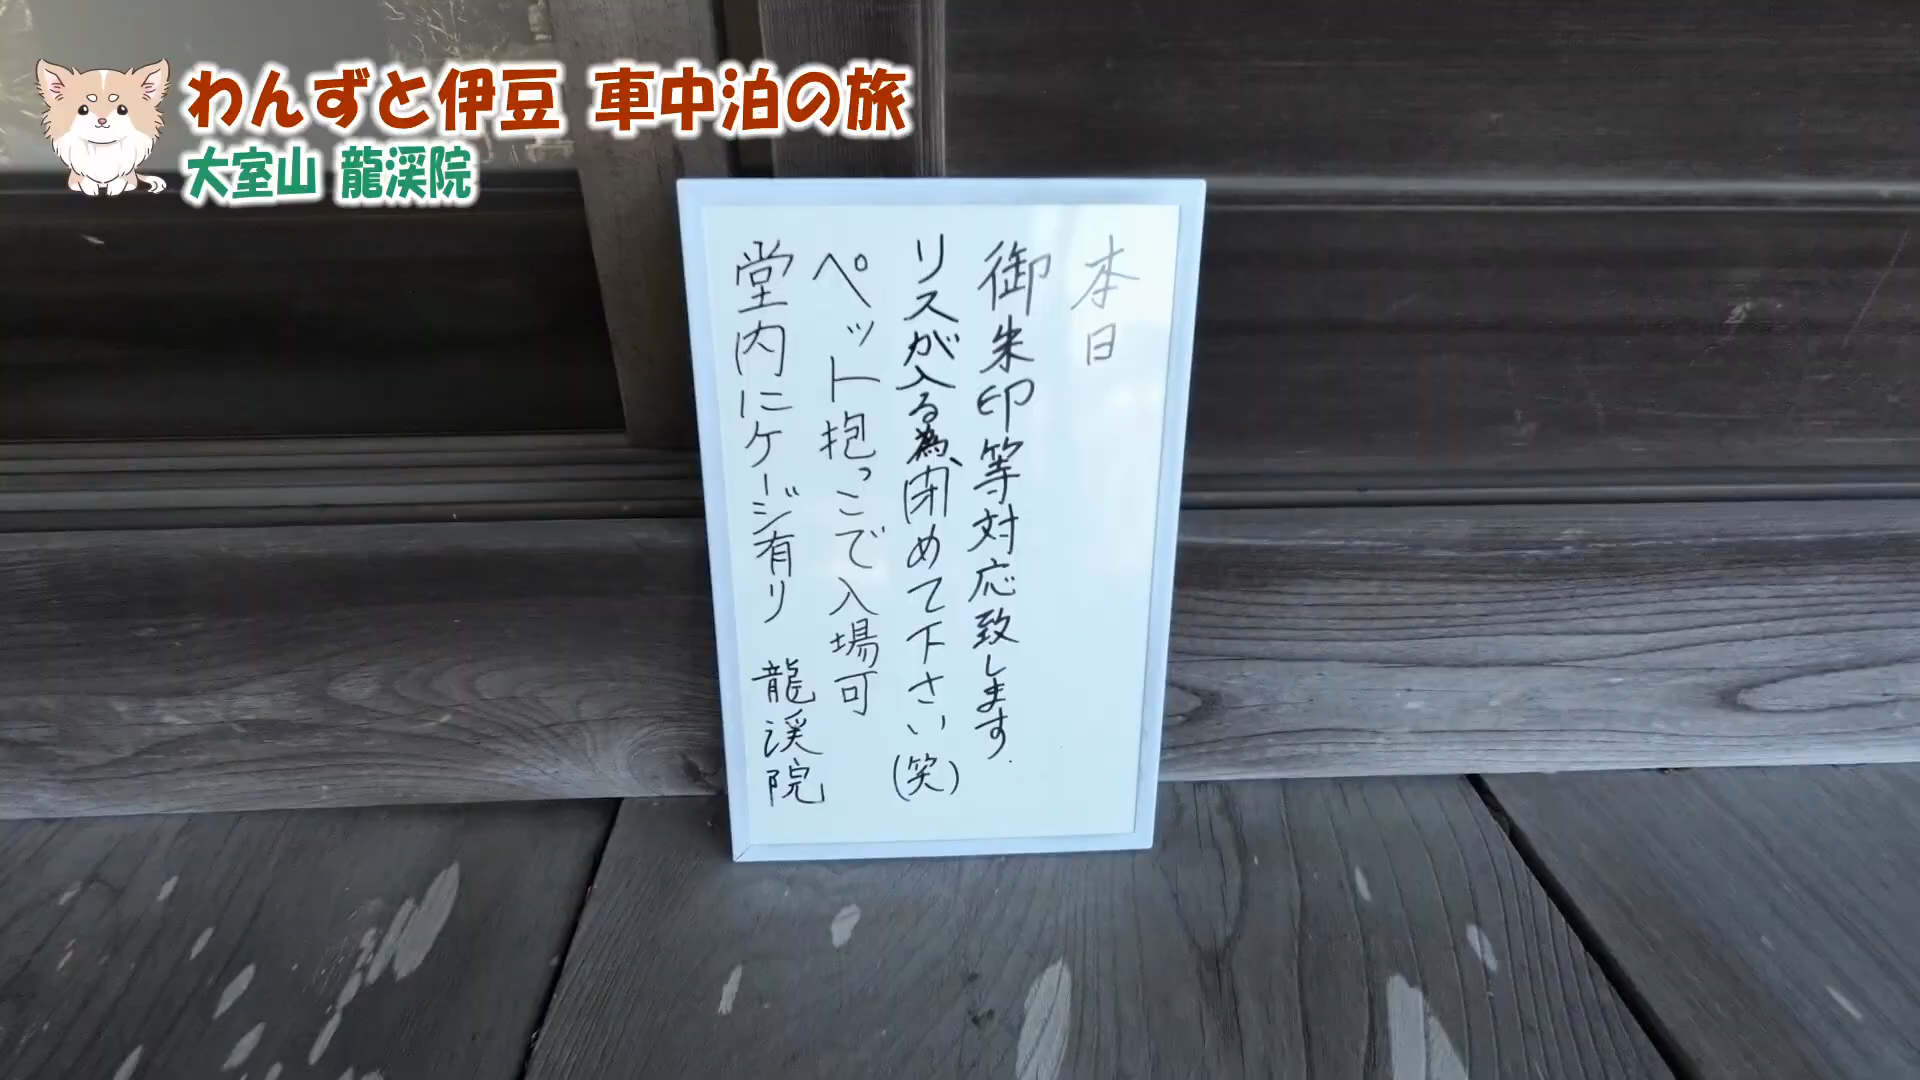 わんずと伊豆 車中泊の旅
大室山 龍渓院
本日
御朱印等対応致します.
リスが入る為、閉めて下さい(笑)
ペット抱っこで入場可
堂内にケージ有り 龍渓院